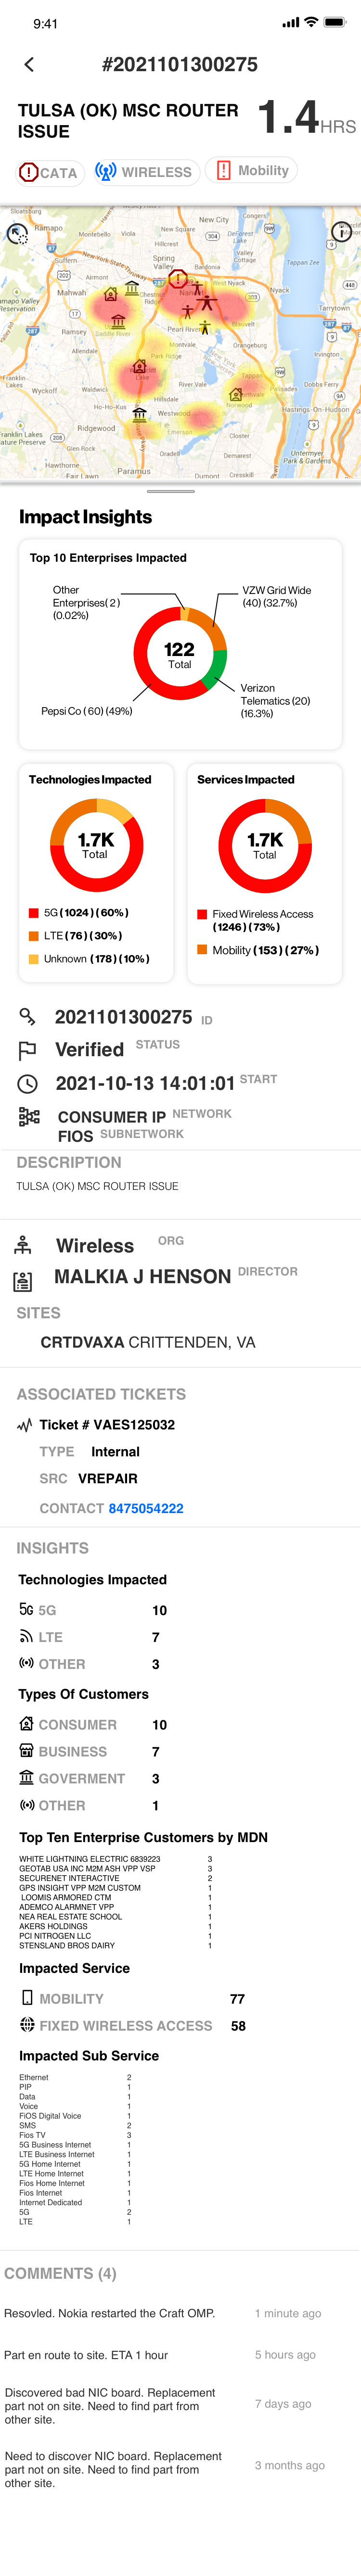 9:41
#2021101300275
TULSA (OK) MSC ROUTER
ISSUE
1.4HRS
CATA
WIRELESS
Mobility
Sloatsburg
Ramapo
Montebello
Viola
New City
Congers
Hillcrest
Spring
Valley
Airmont
Bardonia
Valley
Cottage
Tappan Zee
Mahwah
West Nyack
Nyack
Tarrytown
Ramsey
Pearl River
Allendale
Montvale
Park Ridge
Irvington
Wyckoff
Waldwick
River Vale
Dobbs Ferry
Ho-Ho-Kus
Hillsdale
Norwood
Hastings-On-Hudson
Ridgewood
Westwood
Emerson
Closter
Glen Rock
Oradell
Untermyer
Park & Gardens
Hawthorne
Fair Lawn
Paramus
Dumont
Cresskill
Impact Insights
Top 10 Enterprises Impacted
Other
Enterprises( 2 )
(0.02%)
VZW Grid Wide
(40) (32.7%)
122
Total
Verizon
Telematics (20)
(16.3%)
Pepsi Co ( 60) (49%)
Technologies Impacted
1.7K
Total
5G ( 1024 ) ( 60% )
LTE ( 76 ) ( 30% )
Unknown ( 178 ) ( 10% )
Services Impacted
1.7K
Total
Fixed Wireless Access
(1246) ( 73% )
Mobility ( 153 ) ( 27% )
2021101300275 ID
Verified STATUS
2021-10-13 14:01:01 START
CONSUMER IP NETWORK
FIOS SUBNETWORK
DESCRIPTION
TULSA (OK) MSC ROUTER ISSUE
Wireless ORG
MALKIA J HENSON DIRECTOR
SITES
CRTDVAXA CRITTENDEN, VA
ASSOCIATED TICKETS
Ticket # VAES125032
TYPE Internal
SRC VREPAIR
CONTACT 8475054222
INSIGHTS
Technologies Impacted
5G 5G 10
LTE 7
OTHER 3
Types Of Customers
CONSUMER 10
BUSINESS 7
GOVERMENT 3
OTHER 1
Top Ten Enterprise Customers by MDN
WHITE LIGHTNING ELECTRIC 6839223 3
GEOTAB USA INC M2M ASH VPP VSP 3
SECURENET INTERACTIVE 2
GPS INSIGHT VPP M2M CUSTOM 1
LOOMIS ARMORED CTM 1
ADEMCO ALARMNET VPP 1
NEA REAL ESTATE SCHOOL 1
AKERS HOLDINGS 1
PCI NITROGEN LLC 1
STENSLAND BROS DAIRY 1
Impacted Service
MOBILITY 77
FIXED WIRELESS ACCESS 58
Impacted Sub Service
Ethernet 2
PIP 1
Data 1
Voice 1
FiOS Digital Voice 1
SMS 2
Fios TV 3
5G Business Internet 1
LTE Business Internet 1
5G Home Internet 1
LTE Home Internet 1
Fios Home Internet 1
Fios Internet 1
Internet Dedicated 1
5G 2
LTE 1
COMMENTS (4)
Resovled. Nokia restarted the Craft OMP. 1 minute ago
Part en route to site. ETA 1 hour 5 hours ago
Discovered bad NIC board. Replacement
part not on site. Need to find part from 7 days ago
other site.
Need to discover NIC board. Replacement
part not on site. Need to find part from 3 months ago
other site.